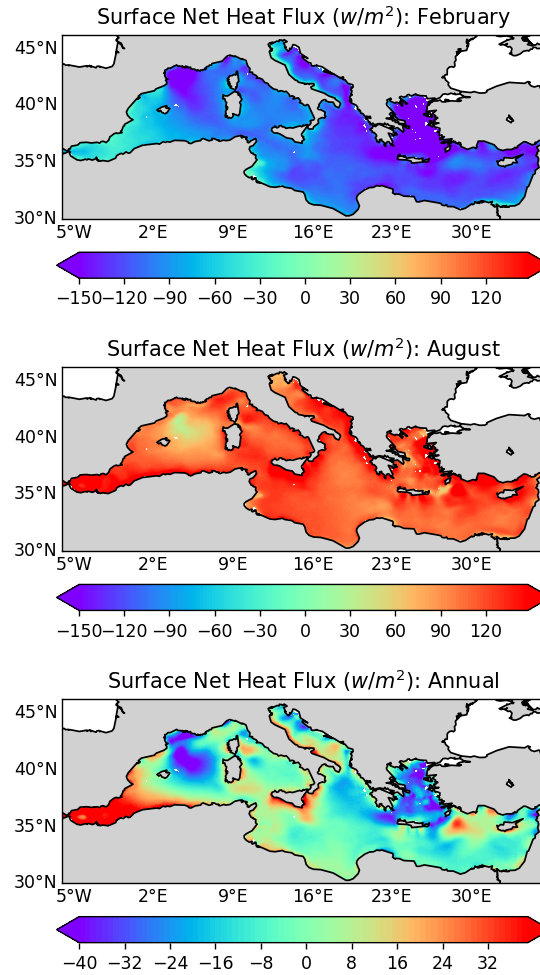 Surface Net Heat Flux (w/m²): February
45°N
40°N
35°N
30°N
5°W 2°E 9°E 16°E 23°E 30°E
−150 −120 −90 −60 −30 0 30 60 90 120
Surface Net Heat Flux (w/m²): August
45°N
40°N
35°N
30°N
5°W 2°E 9°E 16°E 23°E 30°E
−150 −120 −90 −60 −30 0 30 60 90 120
Surface Net Heat Flux (w/m²): Annual
45°N
40°N
35°N
30°N
5°W 2°E 9°E 16°E 23°E 30°E
−40 −32 −24 −16 −8 0 8 16 24 32